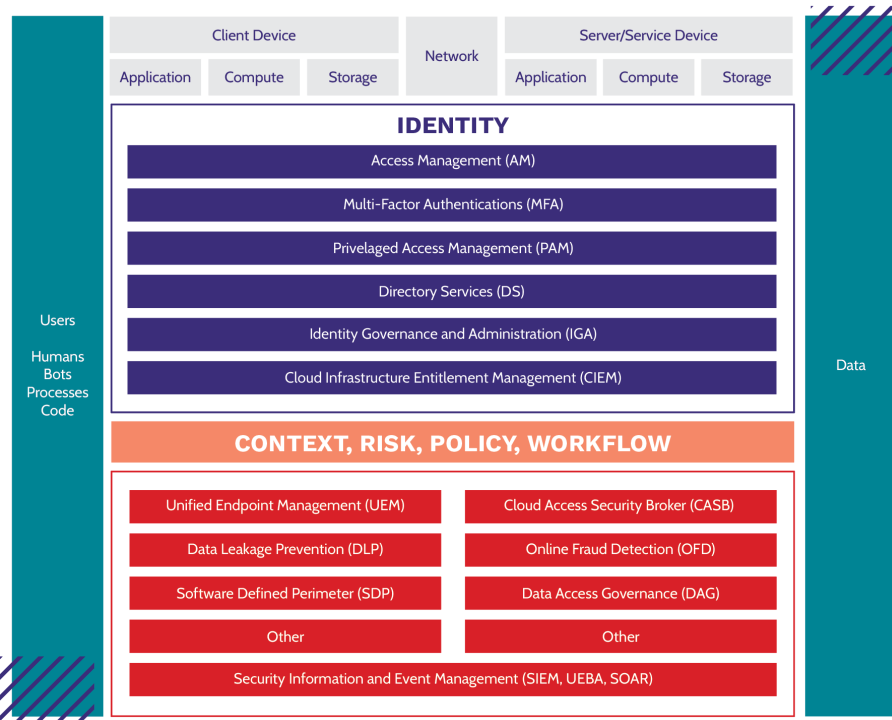 Client Device
Network
Server/Service Device
Application
Compute
Storage
Application
Compute
Storage
IDENTITY
Access Management (AM)
Multi-Factor Authentications (MFA)
Privelaged Access Management (PAM)
Directory Services (DS)
Identity Governance and Administration (IGA)
Cloud Infrastructure Entitlement Management (CIEM)
Users
Humans
Bots
Processes
Code
Data
CONTEXT, RISK, POLICY, WORKFLOW
Unified Endpoint Management (UEM)
Cloud Access Security Broker (CASB)
Data Leakage Prevention (DLP)
Online Fraud Detection (OFD)
Software Defined Perimeter (SDP)
Data Access Governance (DAG)
Other
Other
Security Information and Event Management (SIEM, UEBA, SOAR)